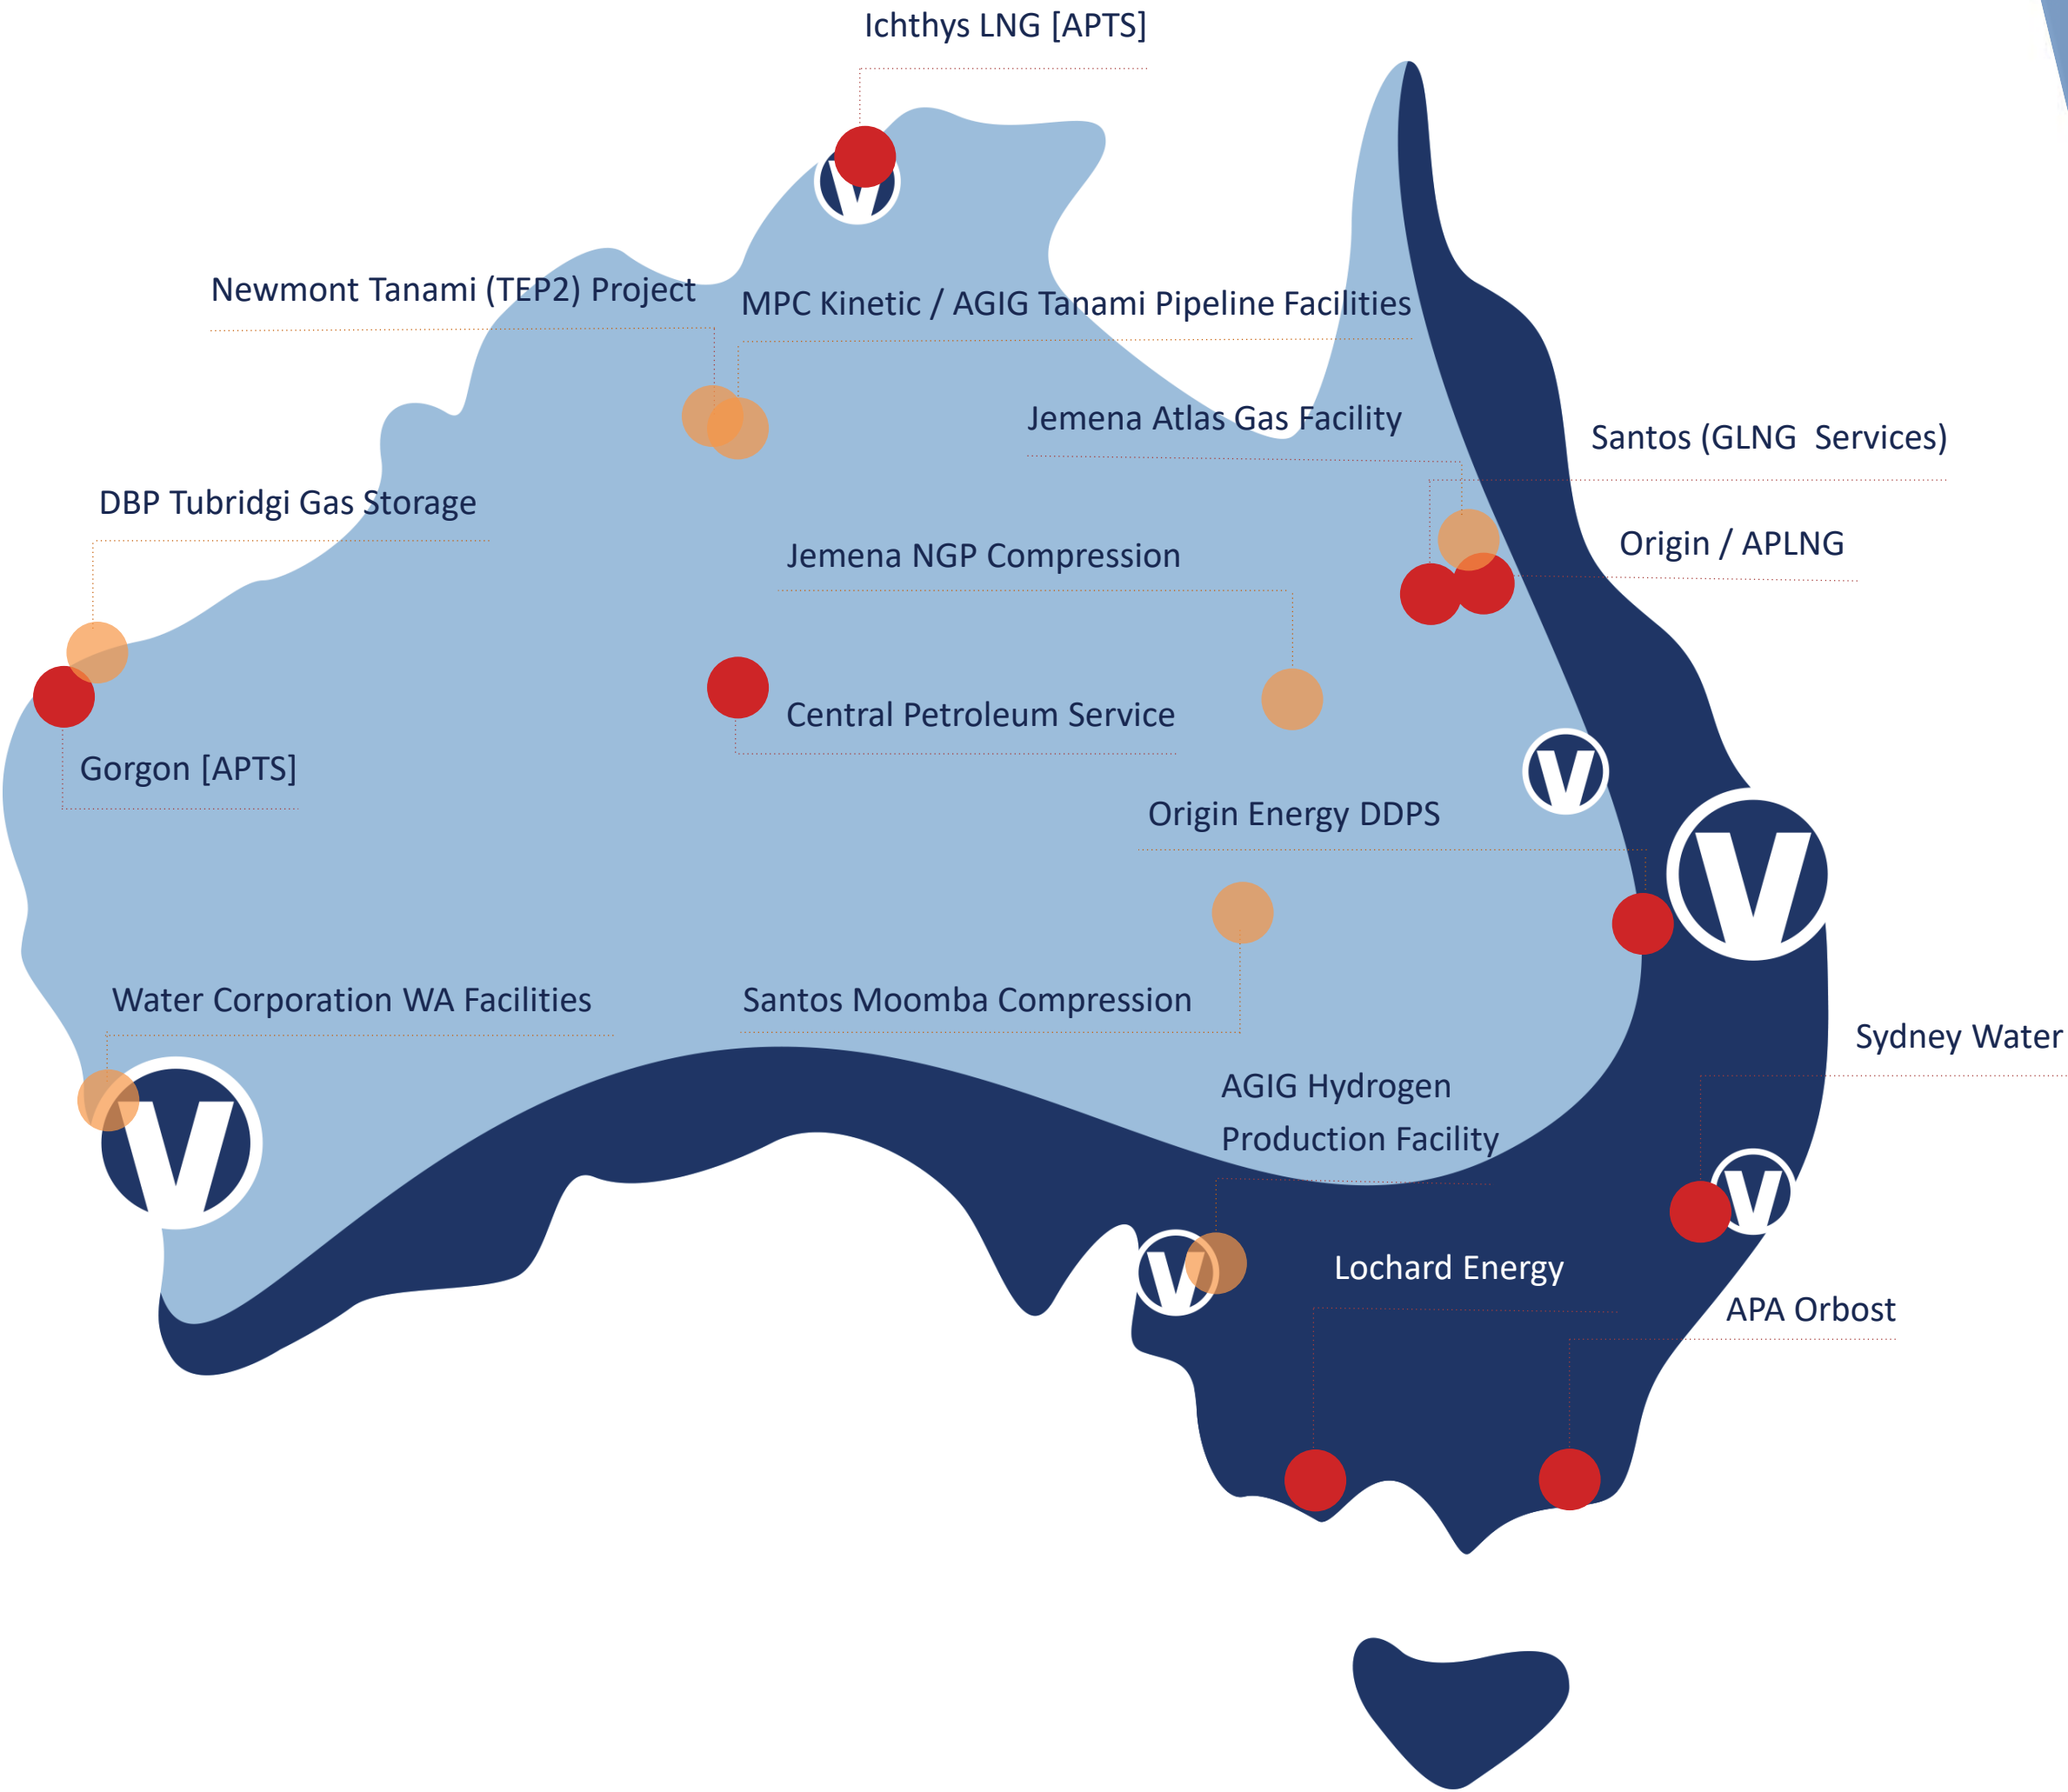 Ichthys LNG [APTS]
Newmont Tanami (TEP2) Project
MPC Kinetic / AGIG Tanami Pipeline Facilities
Jemena Atlas Gas Facility
Santos (GLNG  Services)
DBP Tubridgi Gas Storage
Jemena NGP Compression
Origin / APLNG
Central Petroleum Service
Gorgon [APTS]
V
V
Origin Energy DDPS
V
Water Corporation WA Facilities
Santos Moomba Compression
Sydney Water
AGIG Hydrogen
Production Facility
V
V
V
Lochard Energy
APA Orbost